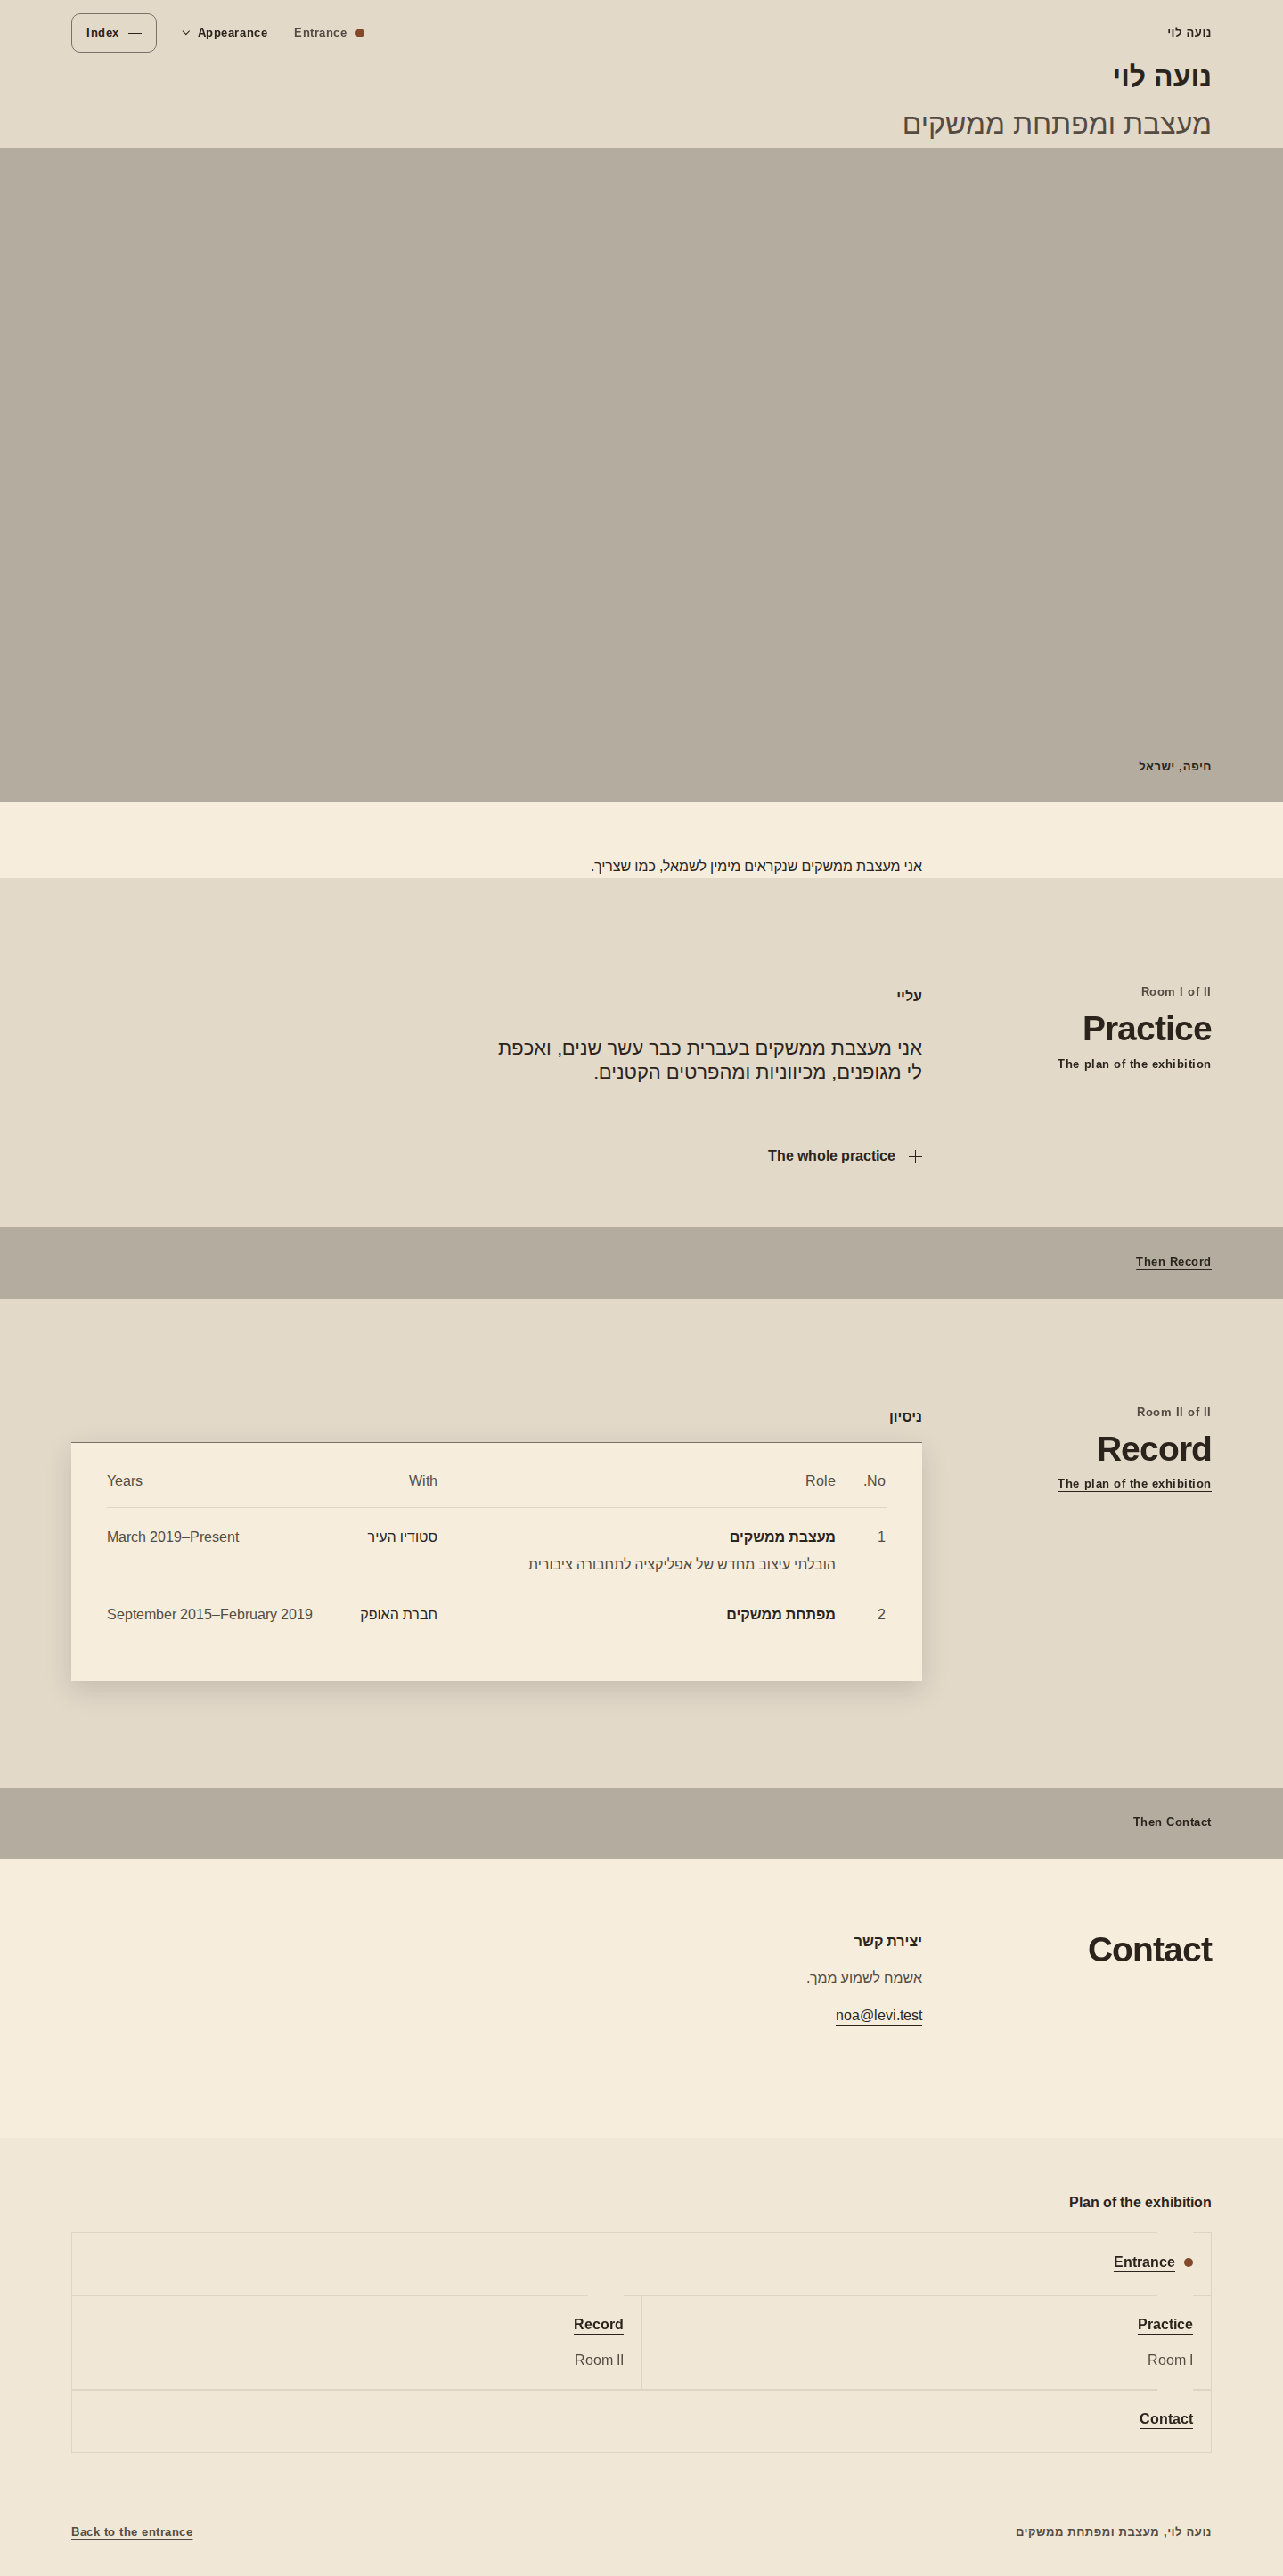 נועה לוי
Entrance
Appearance
Index
נועה לוי
מעצבת ומפתחת ממשקים
חיפה, ישראל
אני מעצבת ממשקים שנקראים מימין לשמאל, כמו שצריך.
Room I of II
Practice
The plan of the exhibition
עליי
אני מעצבת ממשקים בעברית כבר עשר שנים, ואכפת
לי מגופנים, מכיווניות ומהפרטים הקטנים.
The whole practice
Then Record
Room II of II
Record
The plan of the exhibition
ניסיון
No. Role With Years
1 מעצבת ממשקים סטודיו העיר March 2019–Present
הובלתי עיצוב מחדש של אפליקציה לתחבורה ציבורית
2 מפתחת ממשקים חברת האופק September 2015–February 2019
Then Contact
Contact
יצירת קשר
אשמח לשמוע ממך.
noa@levi.test
Plan of the exhibition
Entrance
Practice
Room I
Record
Room II
Contact
נועה לוי, מעצבת ומפתחת ממשקים
Back to the entrance